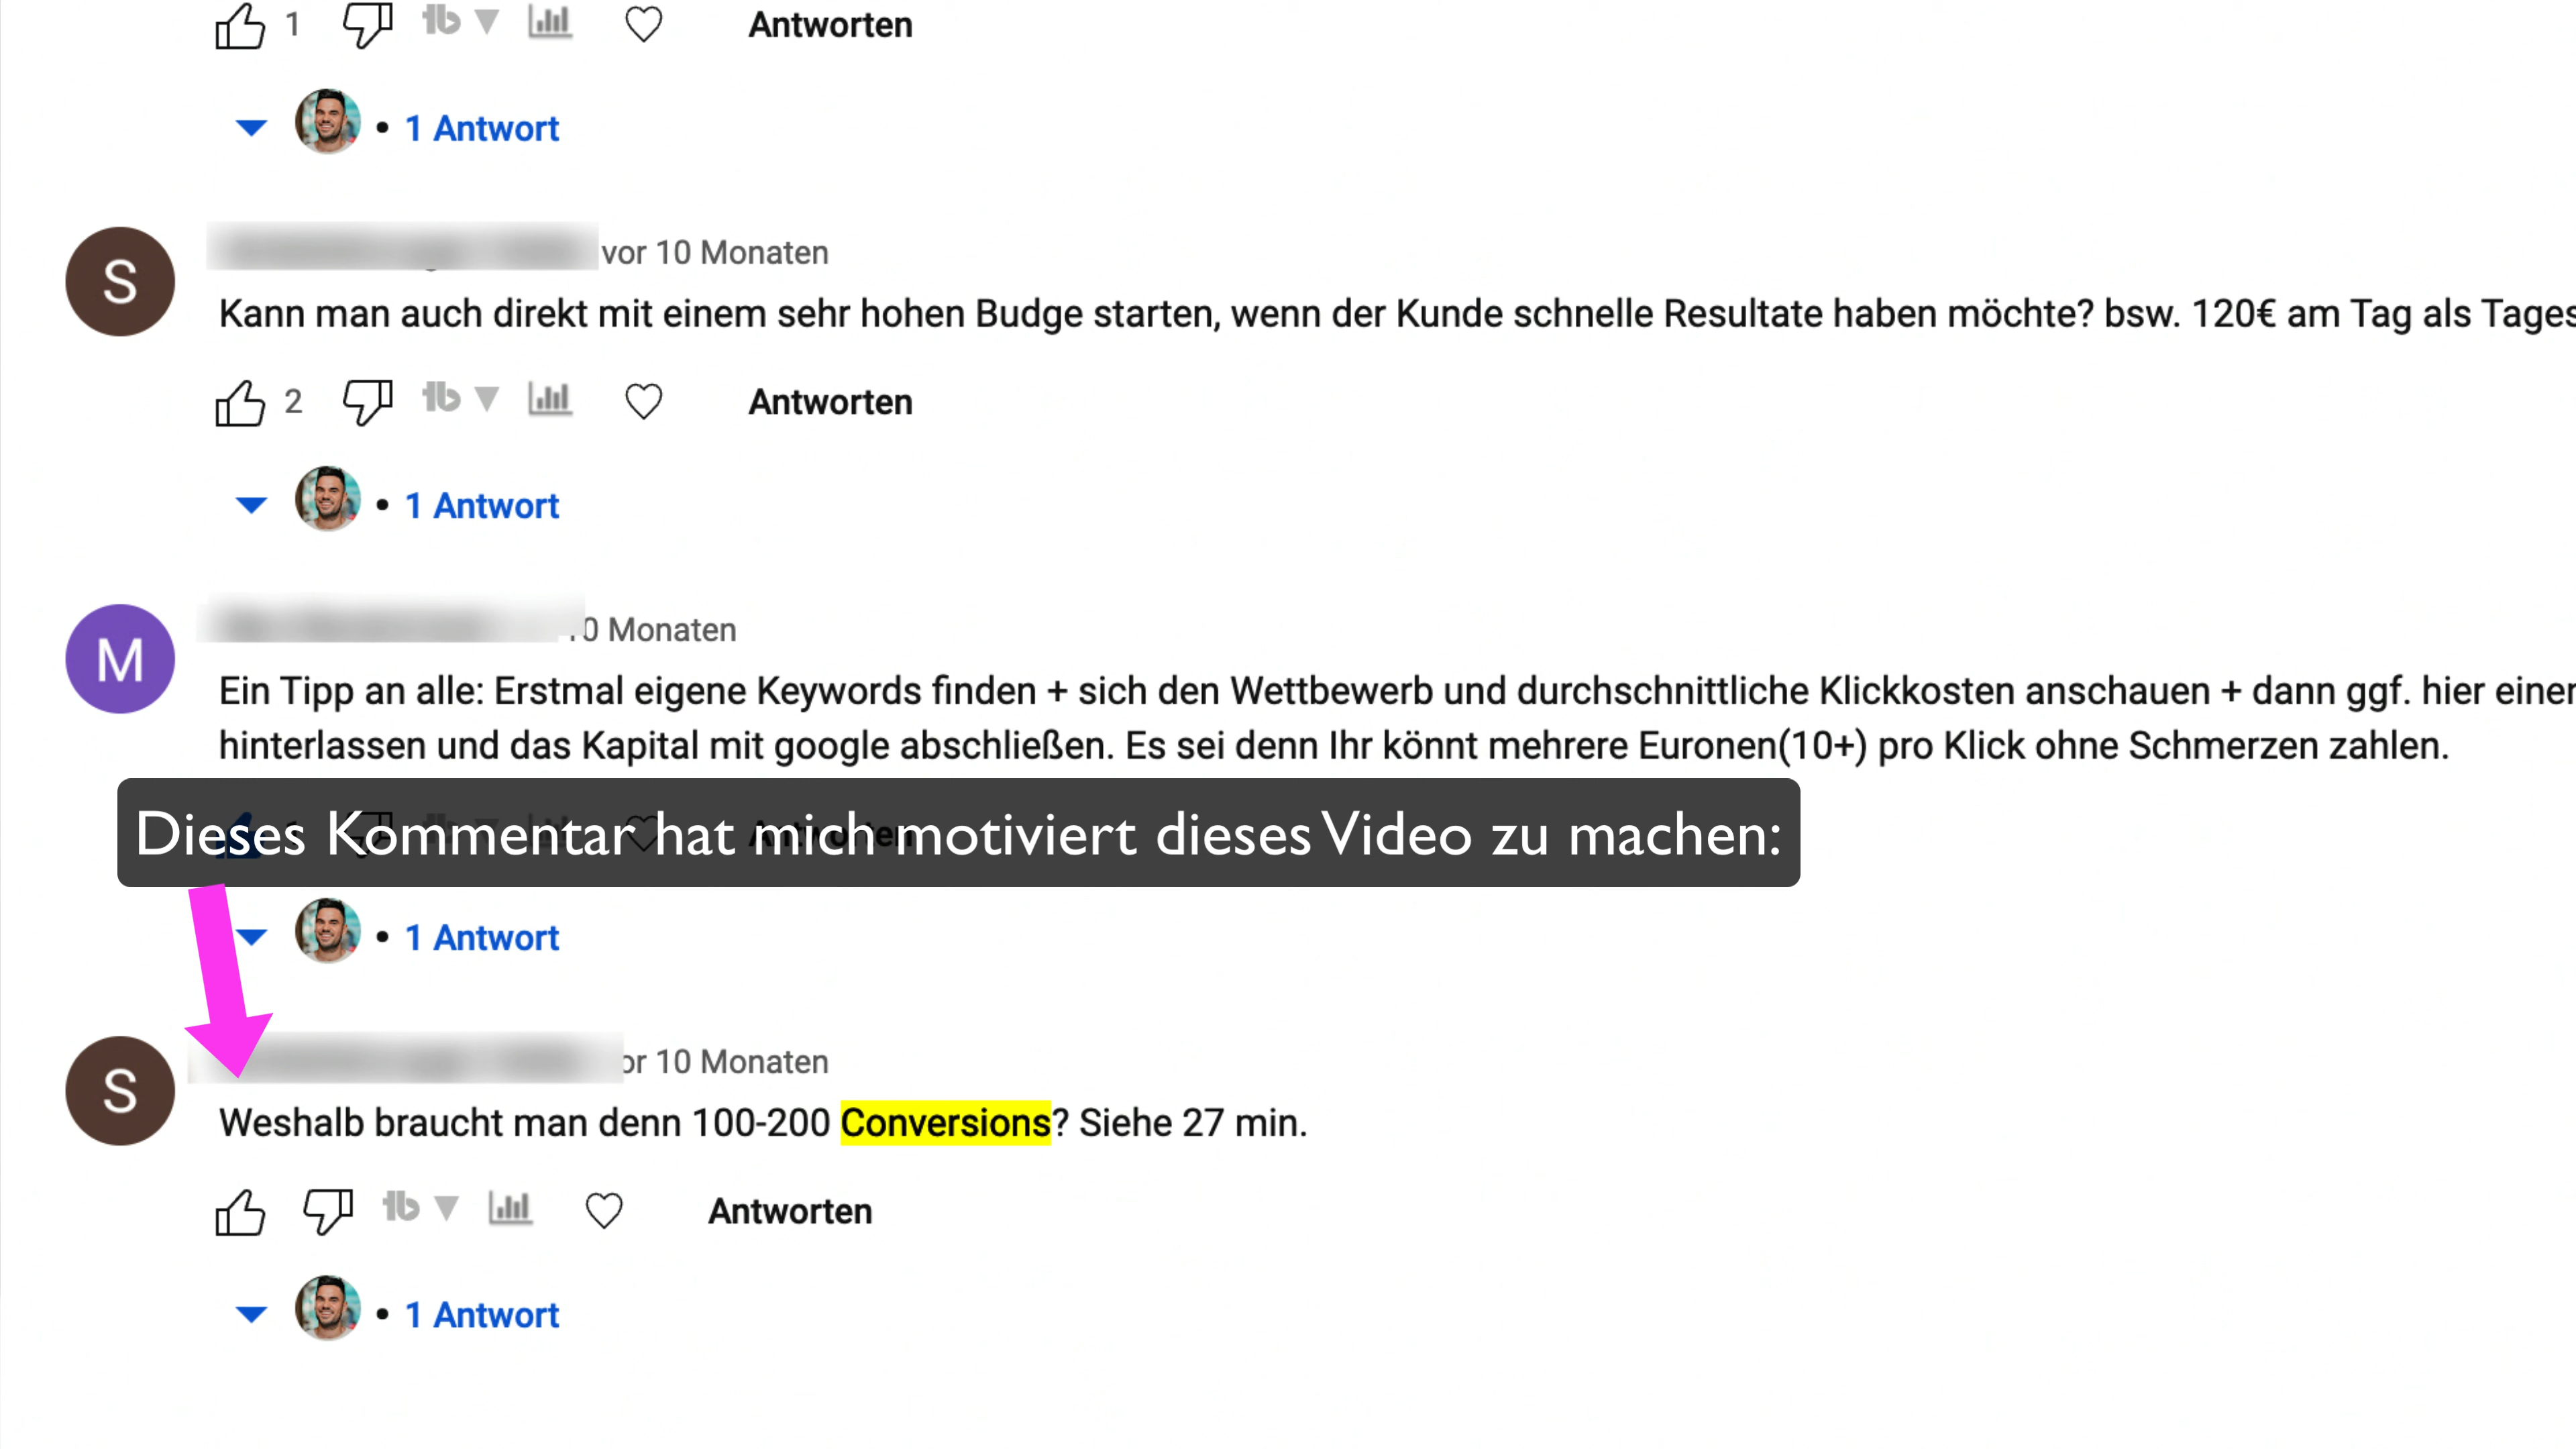 1 Antworten
1 Antwort
S vor 10 Monaten
Kann man auch direkt mit einem sehr hohen Budge starten, wenn der Kunde schnelle Resultate haben möchte? bsw. 120€ am Tag als Tages
2 Antworten
1 Antwort
M 10 Monaten
Ein Tipp an alle: Erstmal eigene Keywords finden + sich den Wettbewerb und durchschnittliche Klickkosten anschauen + dann ggf. hier einen
hinterlassen und das Kapital mit google abschließen. Es sei denn Ihr könnt mehrere Euronen(10+) pro Klick ohne Schmerzen zahlen.
Dieses Kommentar hat mich motiviert dieses Video zu machen:
1 Antwort
S or 10 Monaten
Weshalb braucht man denn 100-200 Conversions? Siehe 27 min.
Antworten
1 Antwort